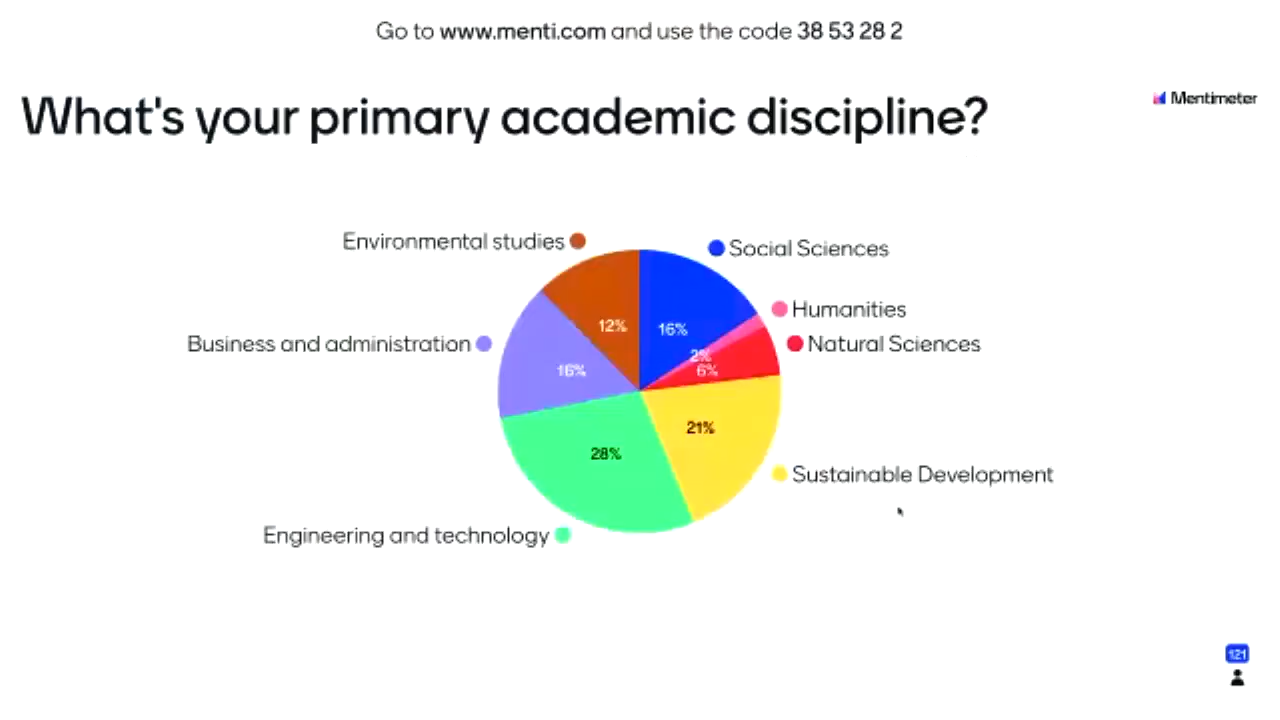 Go to www.menti.com and use the code 38 53 28 2
What's your primary academic discipline?
Mentimeter
Environmental studies
Social Sciences
Humanities
Business and administration
Natural Sciences
12%
16%
2%
16%
6%
21%
28%
Sustainable Development
Engineering and technology
121